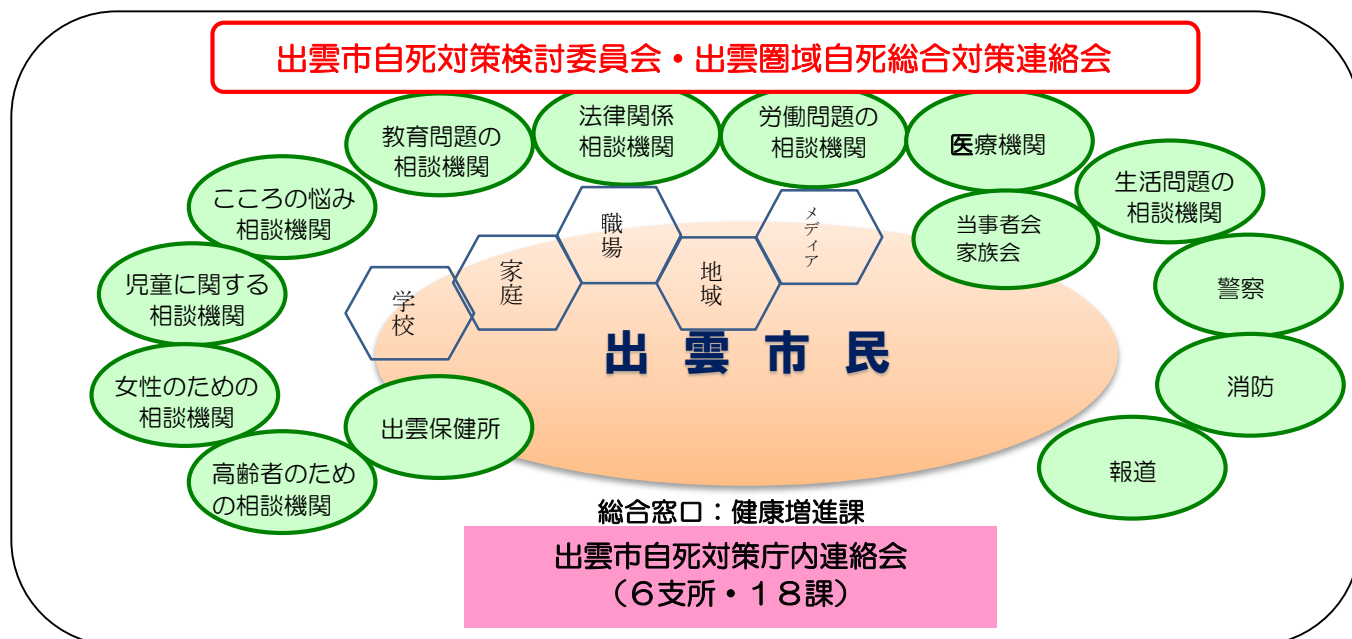 出雲市自死対策検討委員会・出雲圏域自死総合対策連絡会
教育問題の
相談機関
法律関係
相談機関
労働問題の
相談機関
医療機関
生活問題の
相談機関
こころの悩み
相談機関
当事者会
家族会
児童に関する
相談機関
警察
女性のための
相談機関
消防
高齢者のため
の相談機関
出雲保健所
報道
学校
家庭
職場
地域
メディア
出雲市民
総合窓口：健康増進課
出雲市自死対策庁内連絡会
（６支所・１８課）